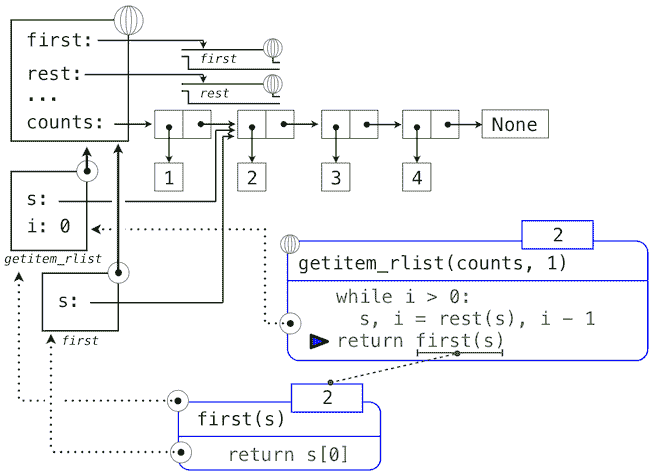 first:
first
rest:
rest
...
counts:
None
1
2
3
4
s:
i: 0
getitem_rlist
s:
first
2
getitem_rlist(counts, 1)
while i > 0:
s, i = rest(s), i - 1
return first(s)
2
first(s)
return s[0]